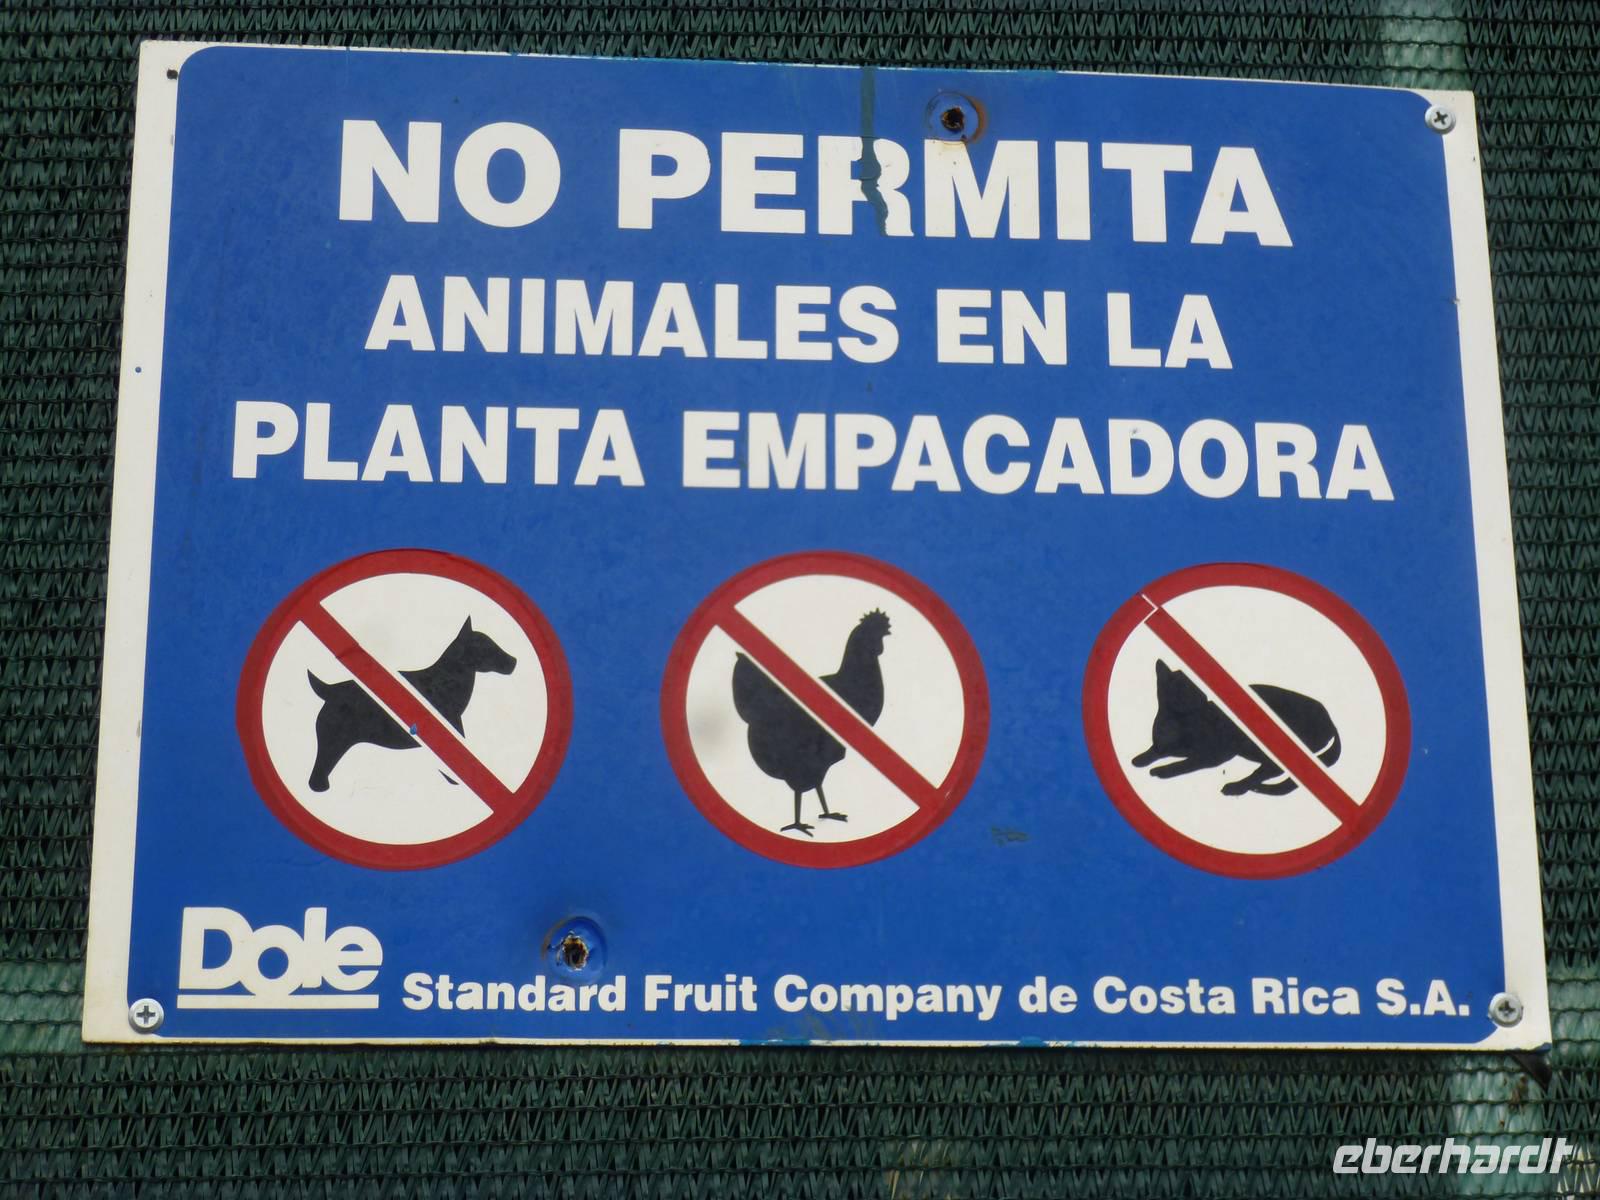 NO PERMITA
ANIMALES EN LA
PLANTA EMPACADORA
Dole Standard Fruit Company de Costa Rica S.A.
eberhardt